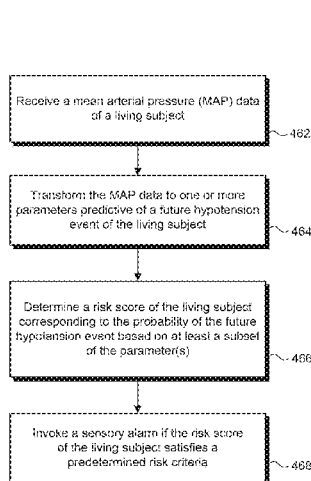 Receive a mean arterial pressure (MAP) data
of a living subject
462
Transform the MAP data to one or more
parameters predictive of a future hypotension
event of the living subject
464
Determine a risk score of the living subject
corresponding to the probability of the future
hypotension event based on at least a subset
of the parameter(s)
466
Invoke a sensory alarm if the risk score
of the living subject satisfies a
predetermined risk criteria
468